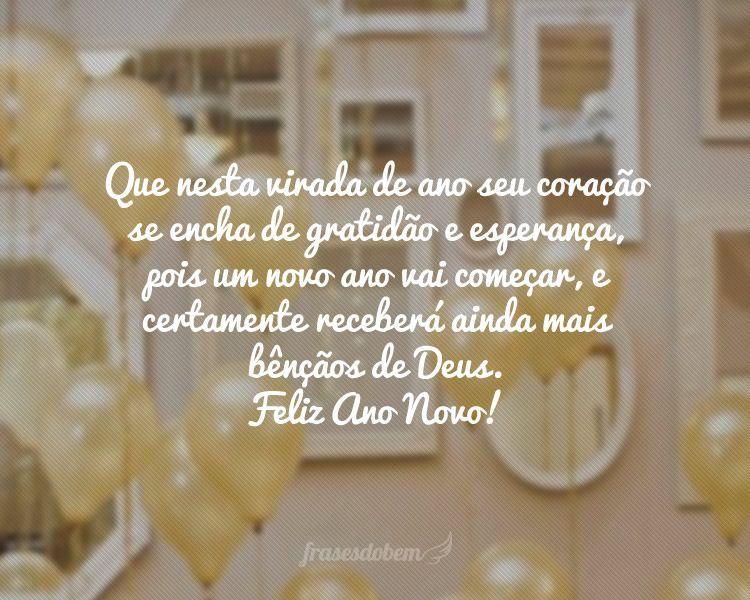 Que nesta virada de ano seu coração
se encha de gratidão e esperança,
pois um novo ano vai começar, e
certamente receberá ainda mais
bênçãos de Deus.
Feliz Ano Novo!
frasesdobem